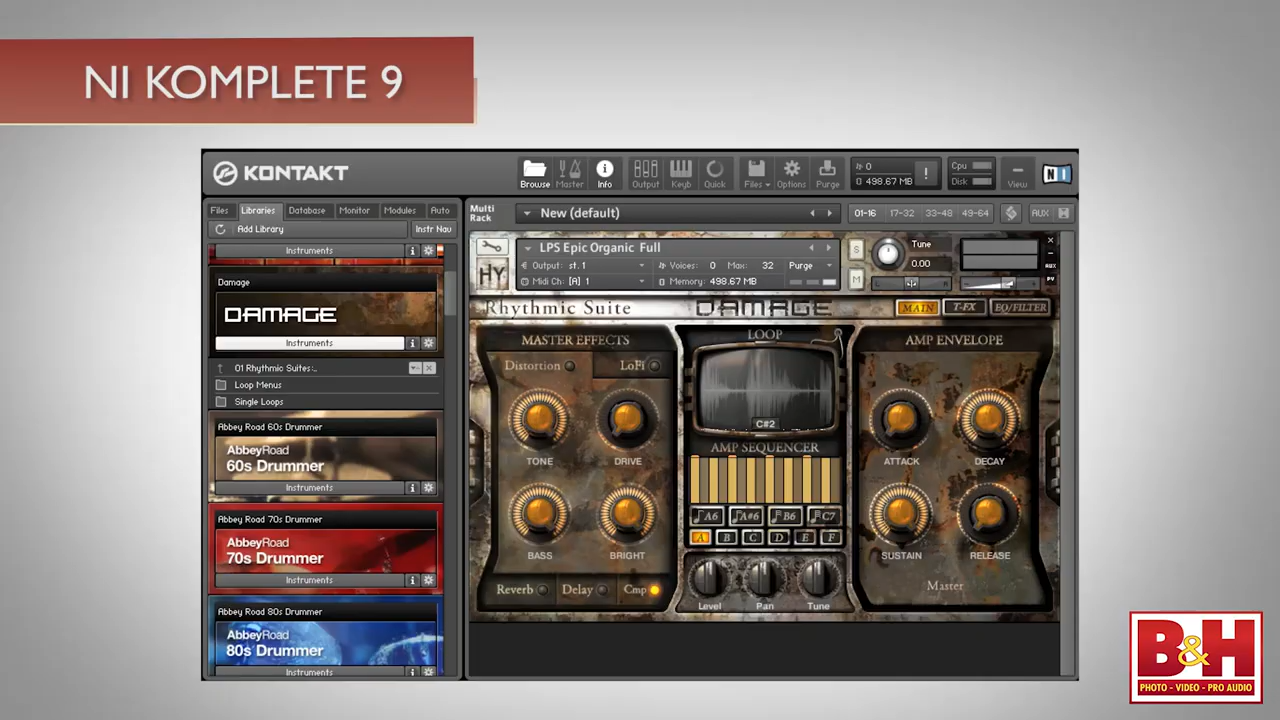 NI KOMPLETE 9
KONTAKT
Browse
Master
Info
Output
Keyb
Quick
Files
Options
Purge
0
498.67 MB
!
Cpu
Disk
View
NI
Files
Libraries
Database
Monitor
Modules
Auto
Add Library
Instr Nav
Instruments
Damage
DAMAGE
Instruments
01 Rhythmic Suites:..
Loop Menus
Single Loops
Abbey Road 60s Drummer
AbbeyRoad
60s Drummer
Instruments
Abbey Road 70s Drummer
AbbeyRoad
70s Drummer
Instruments
Abbey Road 80s Drummer
AbbeyRoad
80s Drummer
Instruments
Multi
Rack
New (default)
01-16
17-32
33-48
49-64
AUX
HY
LPS Epic Organic Full
Output: st. 1
Voices: 0
Max: 32
Purge
Midi Ch: [A] 1
Memory: 498.67 MB
S
M
Tune
0.00
L
R
AUX
PV
Rhythmic Suite
DAMAGE
MAIN
T-FX
EQ/FILTER
MASTER EFFECTS
Distortion
LoFi
TONE
DRIVE
BASS
BRIGHT
Reverb
Delay
Cmp
LOOP
C#2
AMP SEQUENCER
A6
A#6
B6
C7
A
B
C
D
E
F
Level
Pan
Tune
AMP ENVELOPE
ATTACK
DECAY
SUSTAIN
RELEASE
Master
B&H
PHOTO - VIDEO - PRO AUDIO